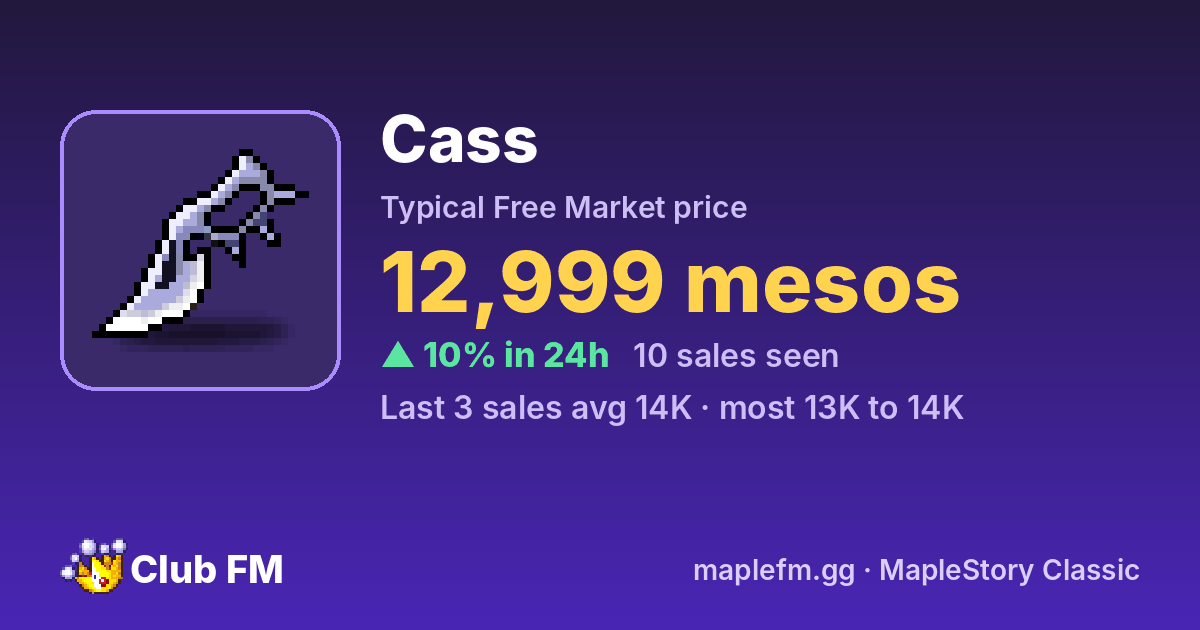 Cass
Typical Free Market price
12,999 mesos
▲ 10% in 24h 10 sales seen
Last 3 sales avg 14K · most 13K to 14K
Club FM
maplefm.gg · MapleStory Classic